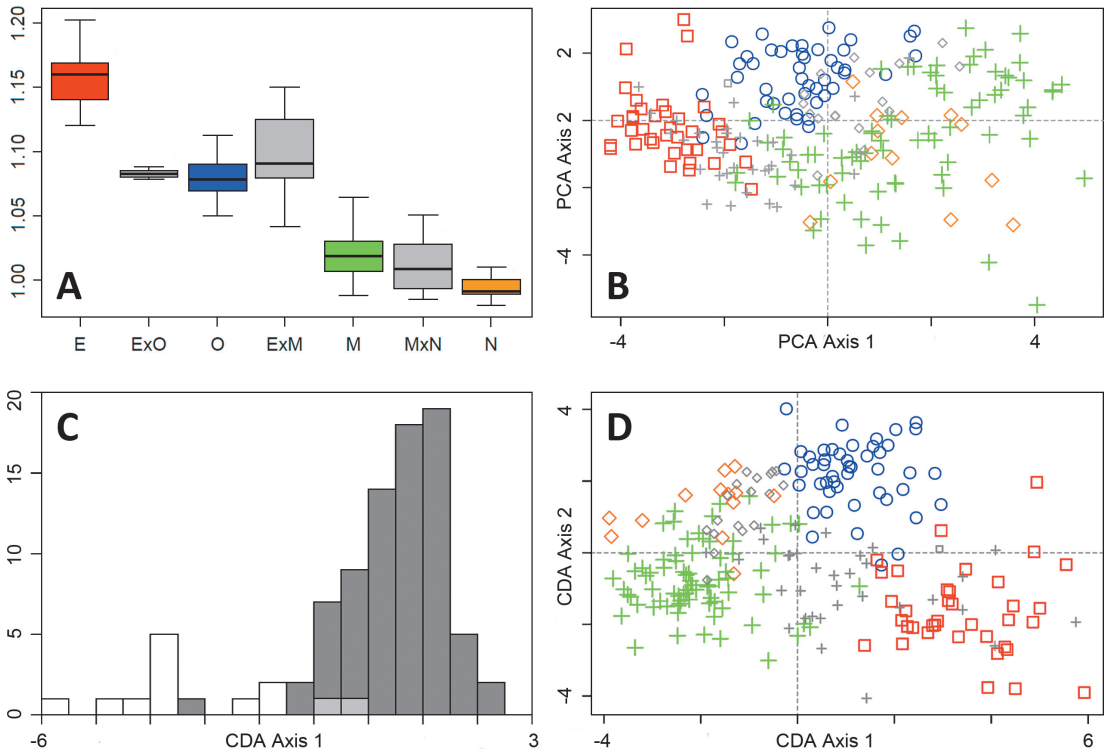 1.20
1.15
1.10
1.05
1.00
A
E ExO O ExM M MxN N
2
2
-4
PCA Axis 2
B
-4 PCA Axis 1 4
20
15
10
5
0
C
-6 CDA Axis 1 3
4
-4
CDA Axis 2
D
-4 CDA Axis 1 6